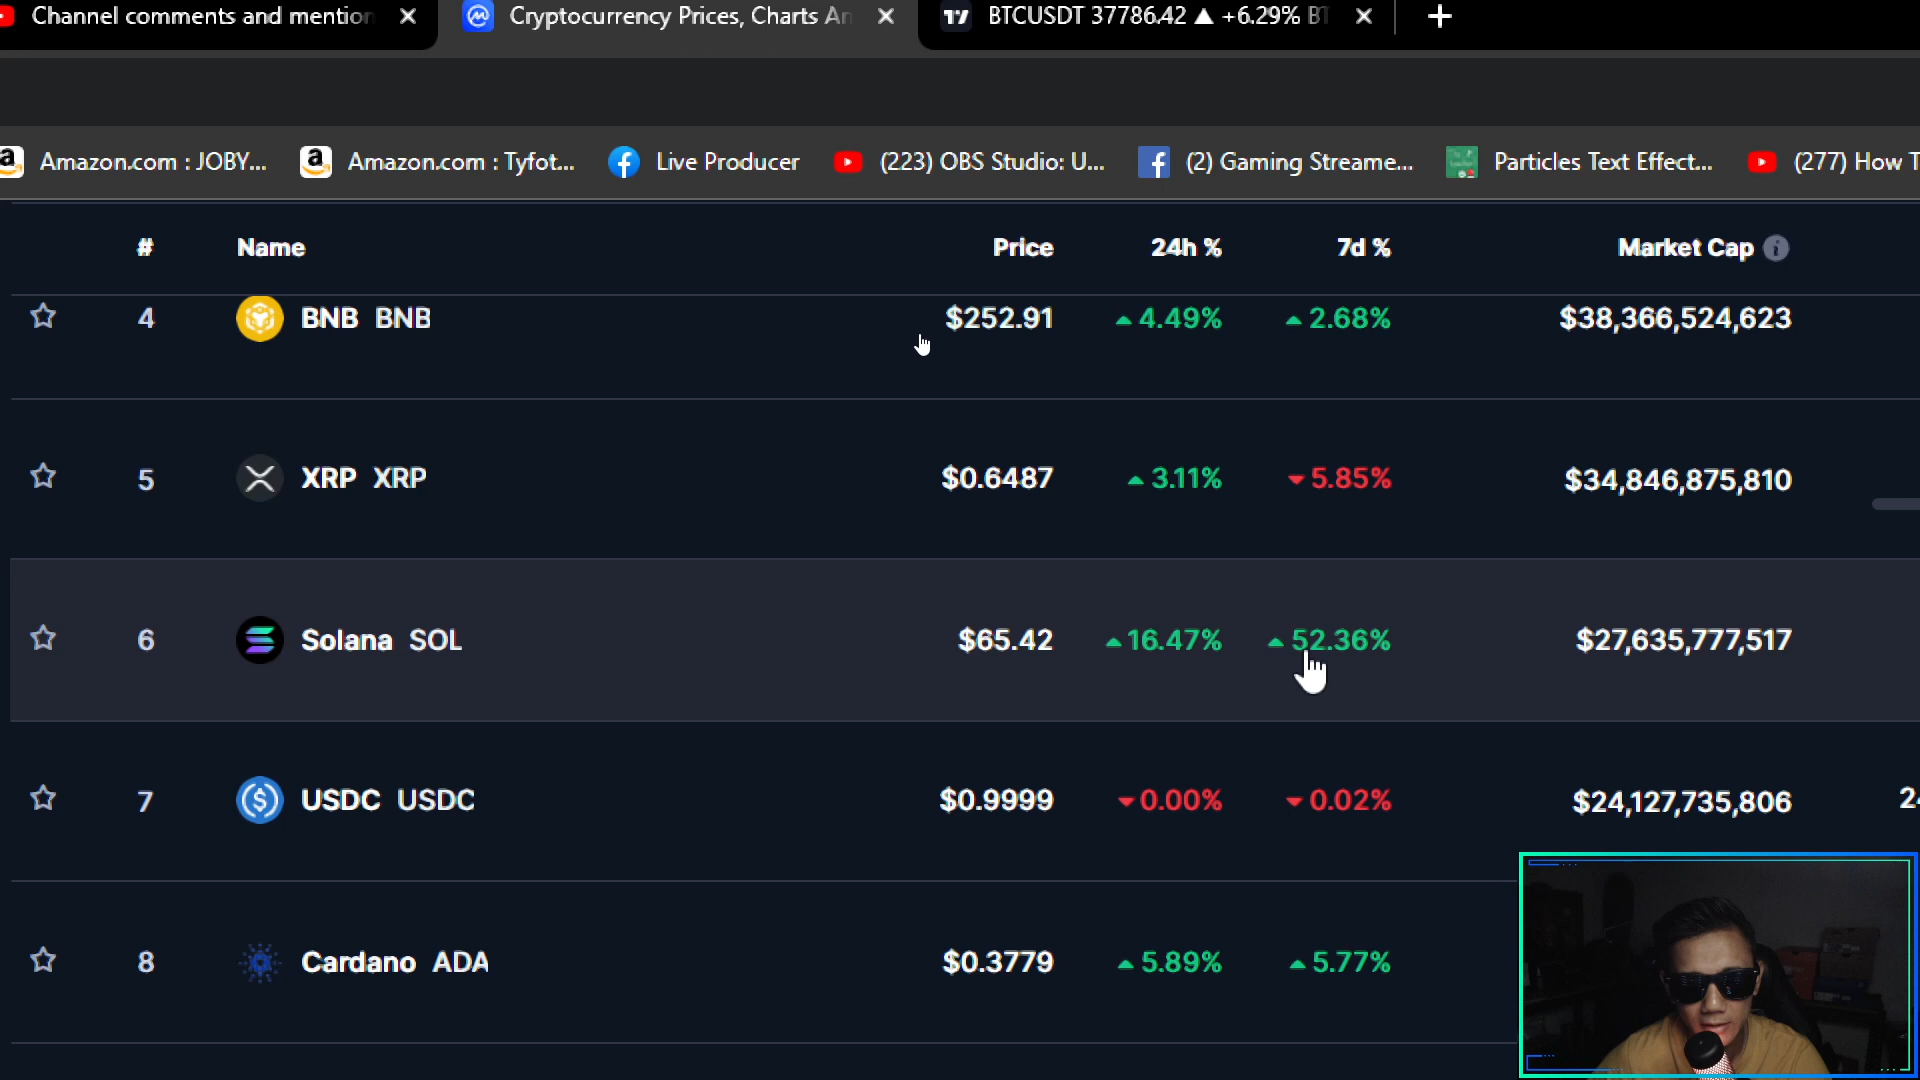 Channel comments and mention
Cryptocurrency Prices, Charts An
BTCUSDT 37786.42 ▲ +6.29% BT
Amazon.com : JOBY...
Amazon.com : Tyfot...
Live Producer
(223) OBS Studio: U...
(2) Gaming Streame...
Particles Text Effect...
(277) How T
# Name Price 24h % 7d % Market Cap
4 BNB BNB $252.91 ▲ 4.49% ▲ 2.68% $38,366,524,623
5 XRP XRP $0.6487 ▲ 3.11% ▼ 5.85% $34,846,875,810
6 Solana SOL $65.42 ▲ 16.47% ▲ 52.36% $27,635,777,517
7 USDC USDC $0.9999 ▼ 0.00% ▼ 0.02% $24,127,735,806
8 Cardano ADA $0.3779 ▲ 5.89% ▲ 5.77%